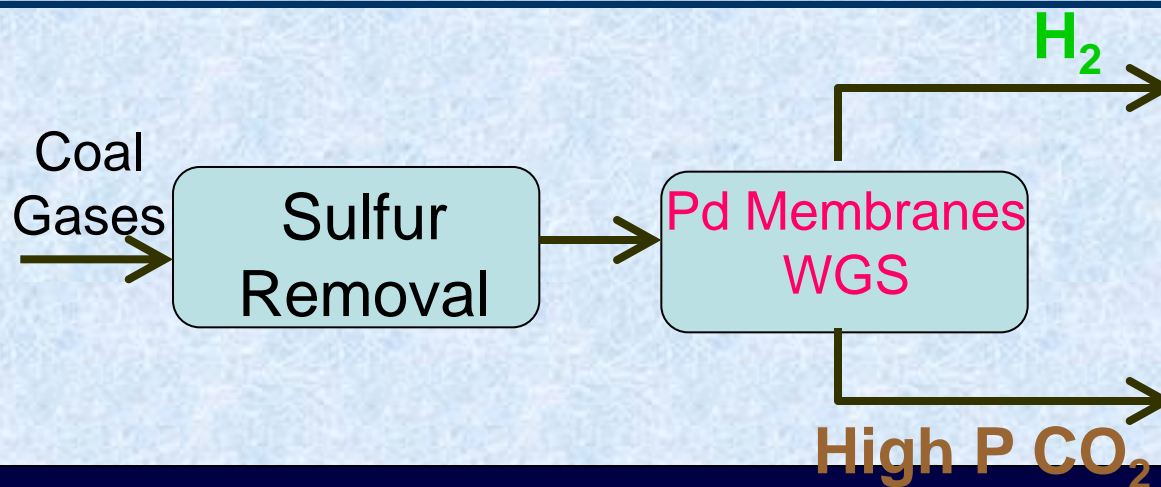 Coal
Gases
Sulfur
Removal
Pd Membranes
WGS
H₂
High P CO₂